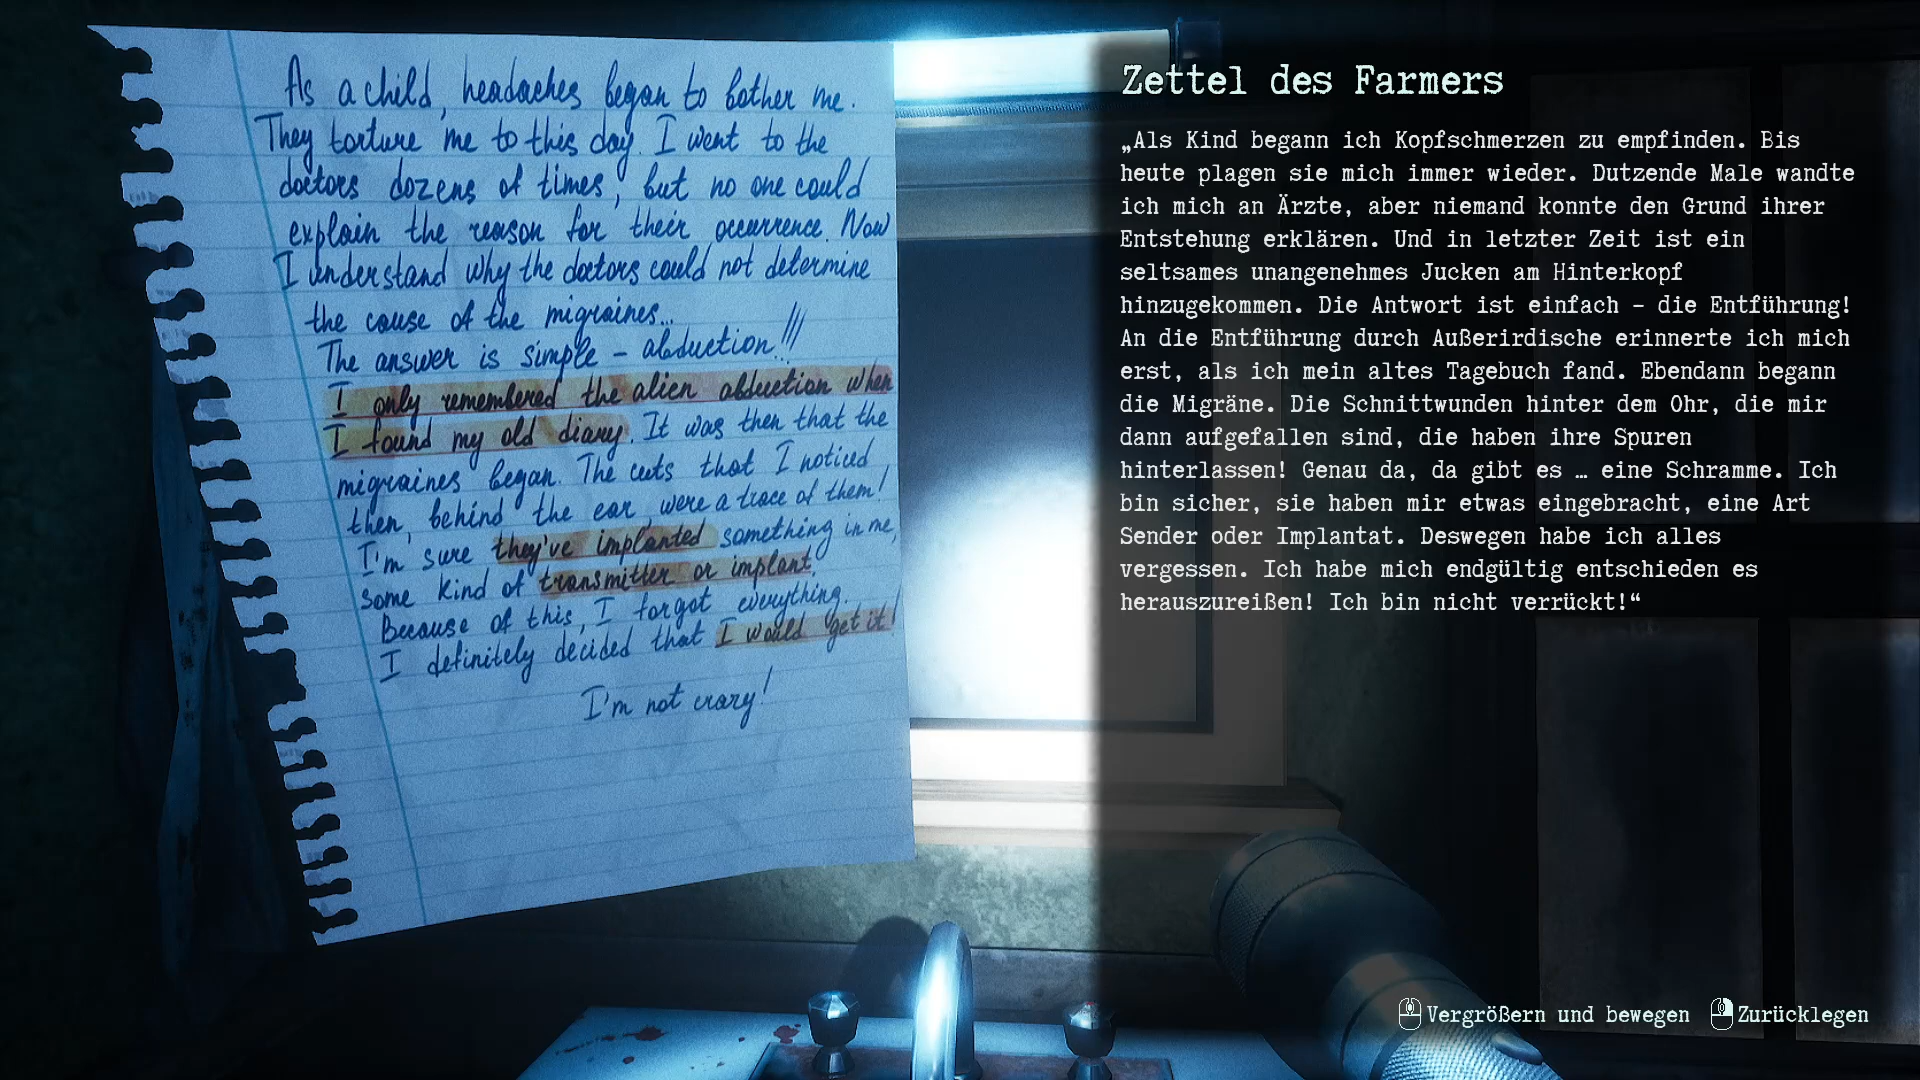 As a child, headaches began to bother me.
They torture me to this day. I went to the
doctors dozens of times, but no one could
explain the reason for their occurrence. Now
I understand why the doctors could not determine
the cause of the migraines...
The answer is simple - abduction!!!
I only remembered the alien abduction when
I found my old diary. It was then that the
migraines began. The cuts that I noticed
then, behind the ear, were a trace of them!
I'm sure they've implanted something in me,
some kind of transmitter or implant.
Because of this, I forgot everything.
I definitely decided that I would get it!
I'm not crazy!
Zettel des Farmers
„Als Kind begann ich Kopfschmerzen zu empfinden. Bis
heute plagen sie mich immer wieder. Dutzende Male wandte
ich mich an Ärzte, aber niemand konnte den Grund ihrer
Entstehung erklären. Und in letzter Zeit ist ein
seltsames unangenehmes Jucken am Hinterkopf
hinzugekommen. Die Antwort ist einfach – die Entführung!
An die Entführung durch Außerirdische erinnerte ich mich
erst, als ich mein altes Tagebuch fand. Ebendann begann
die Migräne. Die Schnittwunden hinter dem Ohr, die mir
dann aufgefallen sind, die haben ihre Spuren
hinterlassen! Genau da, da gibt es … eine Schramme. Ich
bin sicher, sie haben mir etwas eingebracht, eine Art
Sender oder Implantat. Deswegen habe ich alles
vergessen. Ich habe mich endgültig entschieden es
herauszureißen! Ich bin nicht verrückt!“
Vergrößern und bewegen Zurücklegen